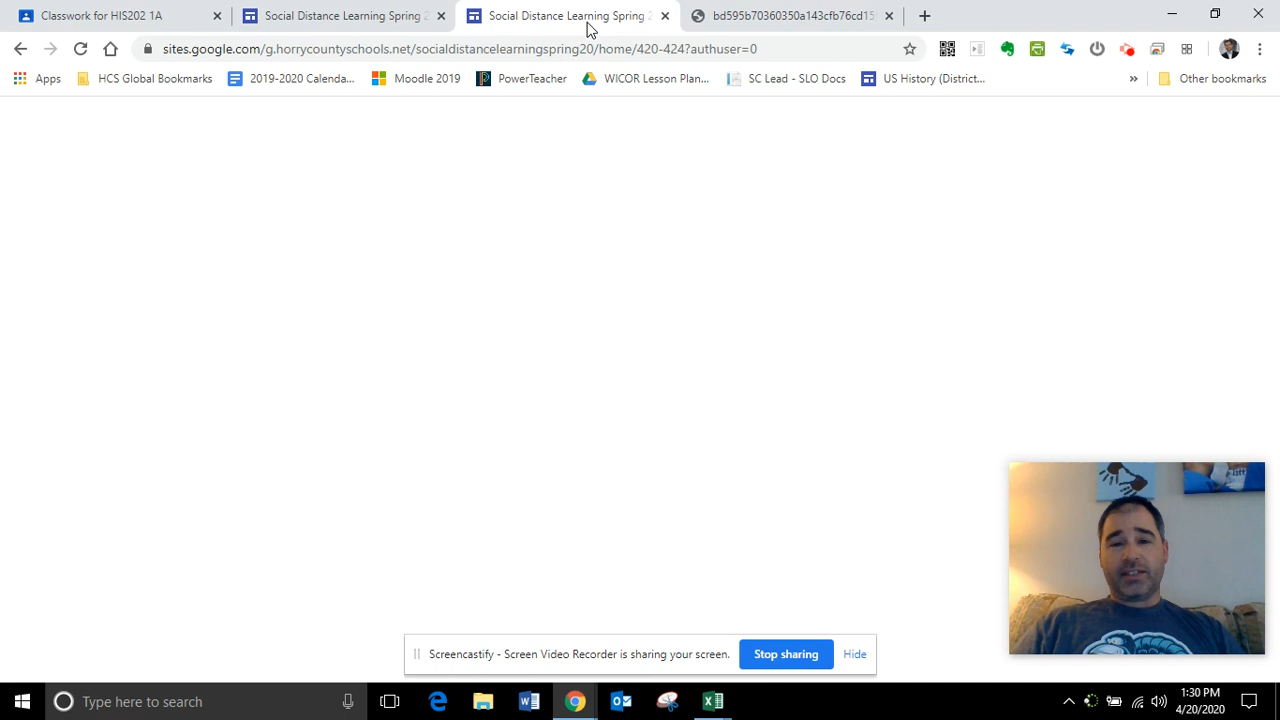 Classwork for HIS202 1A
Social Distance Learning Spring 2
Social Distance Learning Spring 2
bd595b70360350a143cfb76cd15
sites.google.com/g.horrycountyschools.net/socialdistancelearningspring20/home/420-424?authuser=0
Apps
HCS Global Bookmarks
2019-2020 Calenda...
Moodle 2019
PowerTeacher
WICOR Lesson Plan...
SC Lead - SLO Docs
US History (District...
»
Other bookmarks
Screencastify - Screen Video Recorder is sharing your screen.
Stop sharing
Hide
Type here to search
1:30 PM
4/20/2020